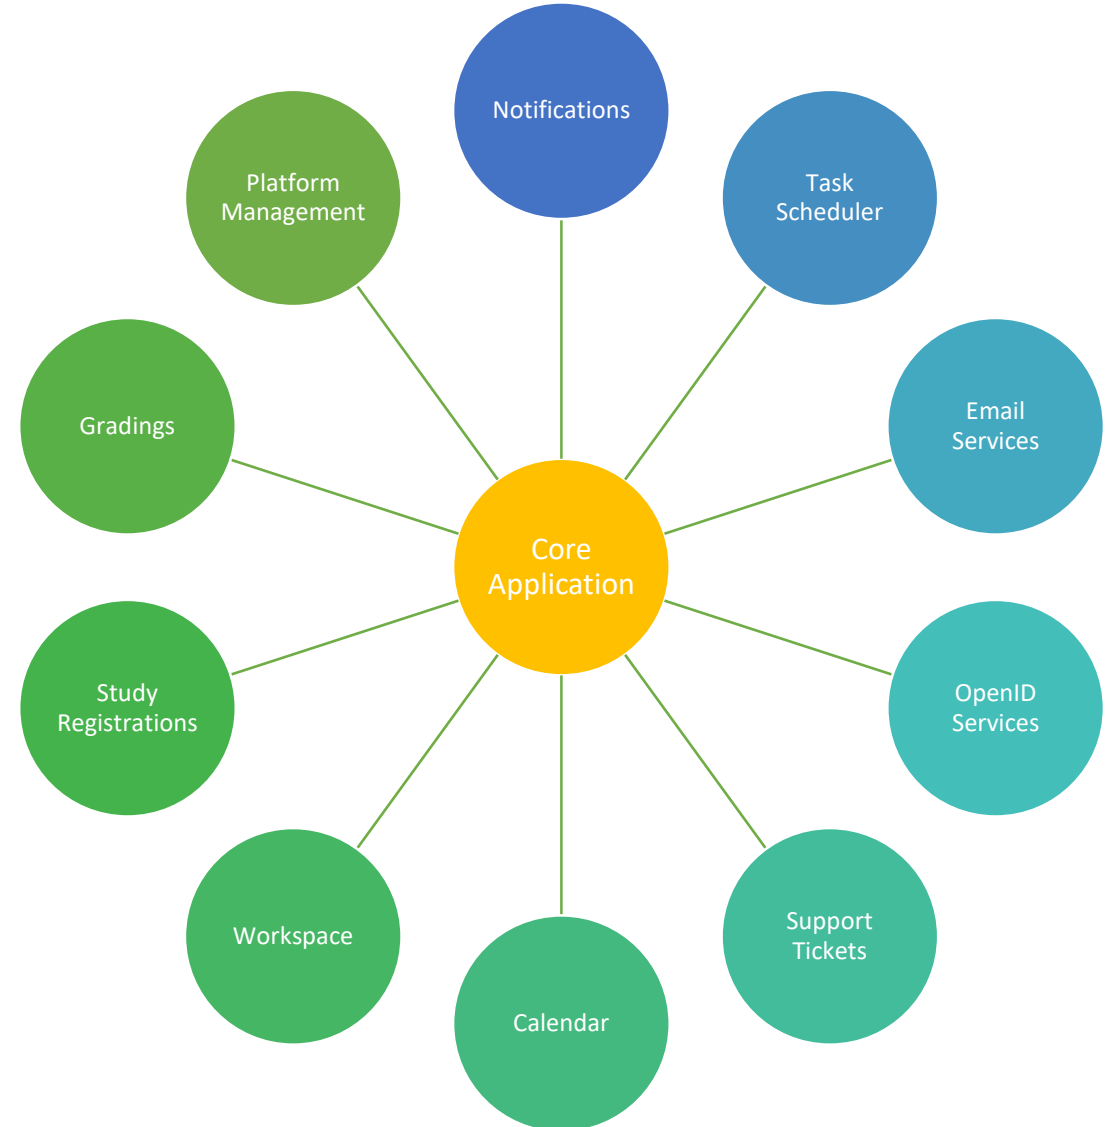 Notifications
Platform
Management
Task
Scheduler
Gradings
Email
Services
Core
Application
Study
Registrations
OpenID
Services
Workspace
Support
Tickets
Calendar